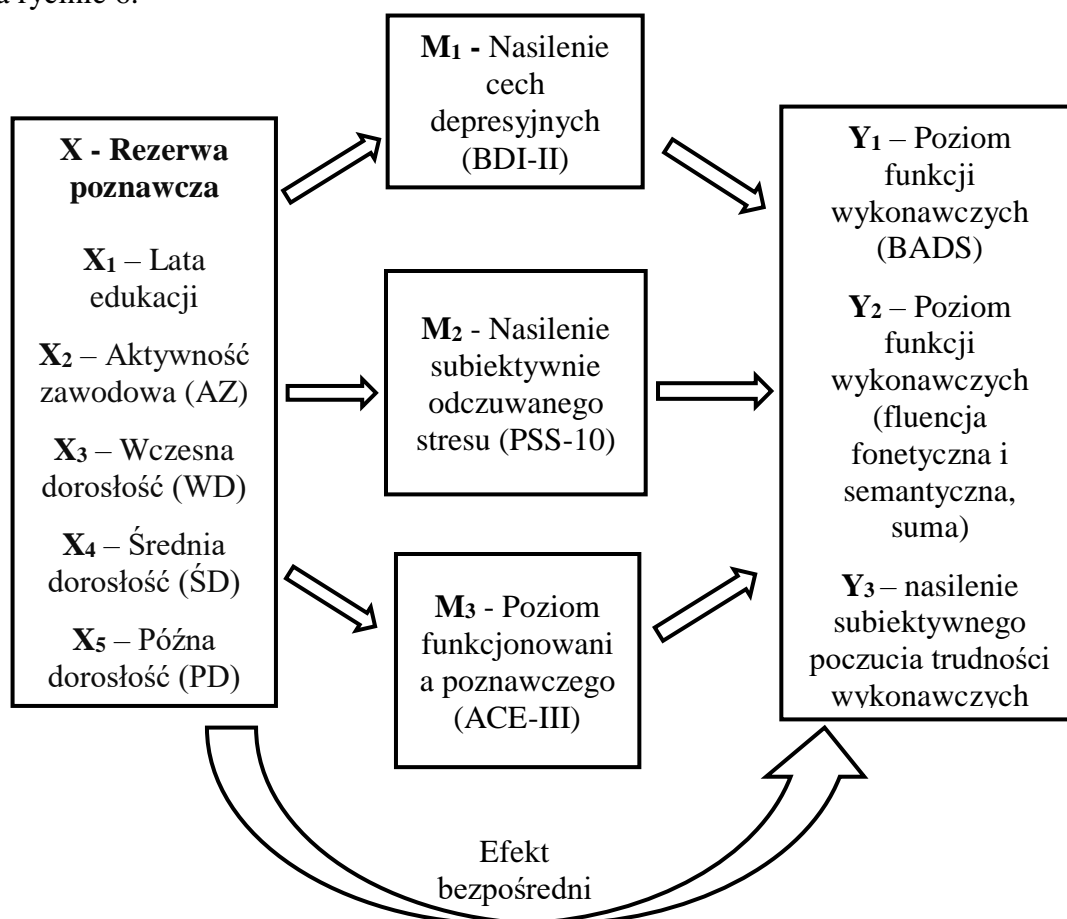 a rycinie 6.
X - Rezerwa
poznawcza
X1 – Lata
edukacji
X2 – Aktywność
zawodowa (AZ)
X3 – Wczesna
dorosłość (WD)
X4 – Średnia
dorosłość (ŚD)
X5 – Późna
dorosłość (PD)
M1 - Nasilenie
cech
depresyjnych
(BDI-II)
M2 - Nasilenie
subiektywnie
odczuwanego
stresu (PSS-10)
M3 - Poziom
funkcjonowani
a poznawczego
(ACE-III)
Y1 – Poziom
funkcji
wykonawczych
(BADS)
Y2 – Poziom
funkcji
wykonawczych
(fluencja
fonetyczna i
semantyczna,
suma)
Y3 – nasilenie
subiektywnego
poczucia trudności
wykonawczych
Efekt
bezpośredni